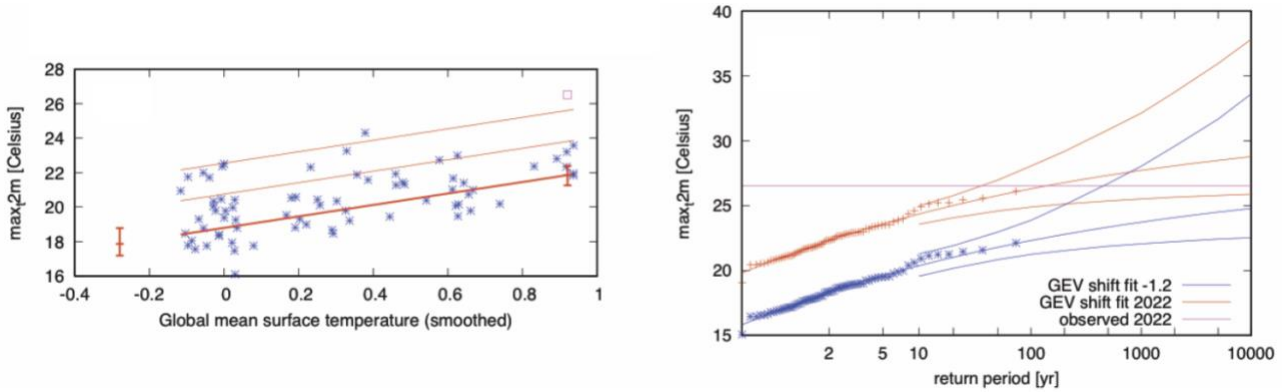 28
26
24
22
20
18
16
max_t2m [Celsius]
-0.4 -0.2 0 0.2 0.4 0.6 0.8 1
Global mean surface temperature (smoothed)
40
35
30
25
20
15
max_t2m [Celsius]
GEV shift fit -1.2
GEV shift fit 2022
observed 2022
2 5 10 100 1000 10000
return period [yr]